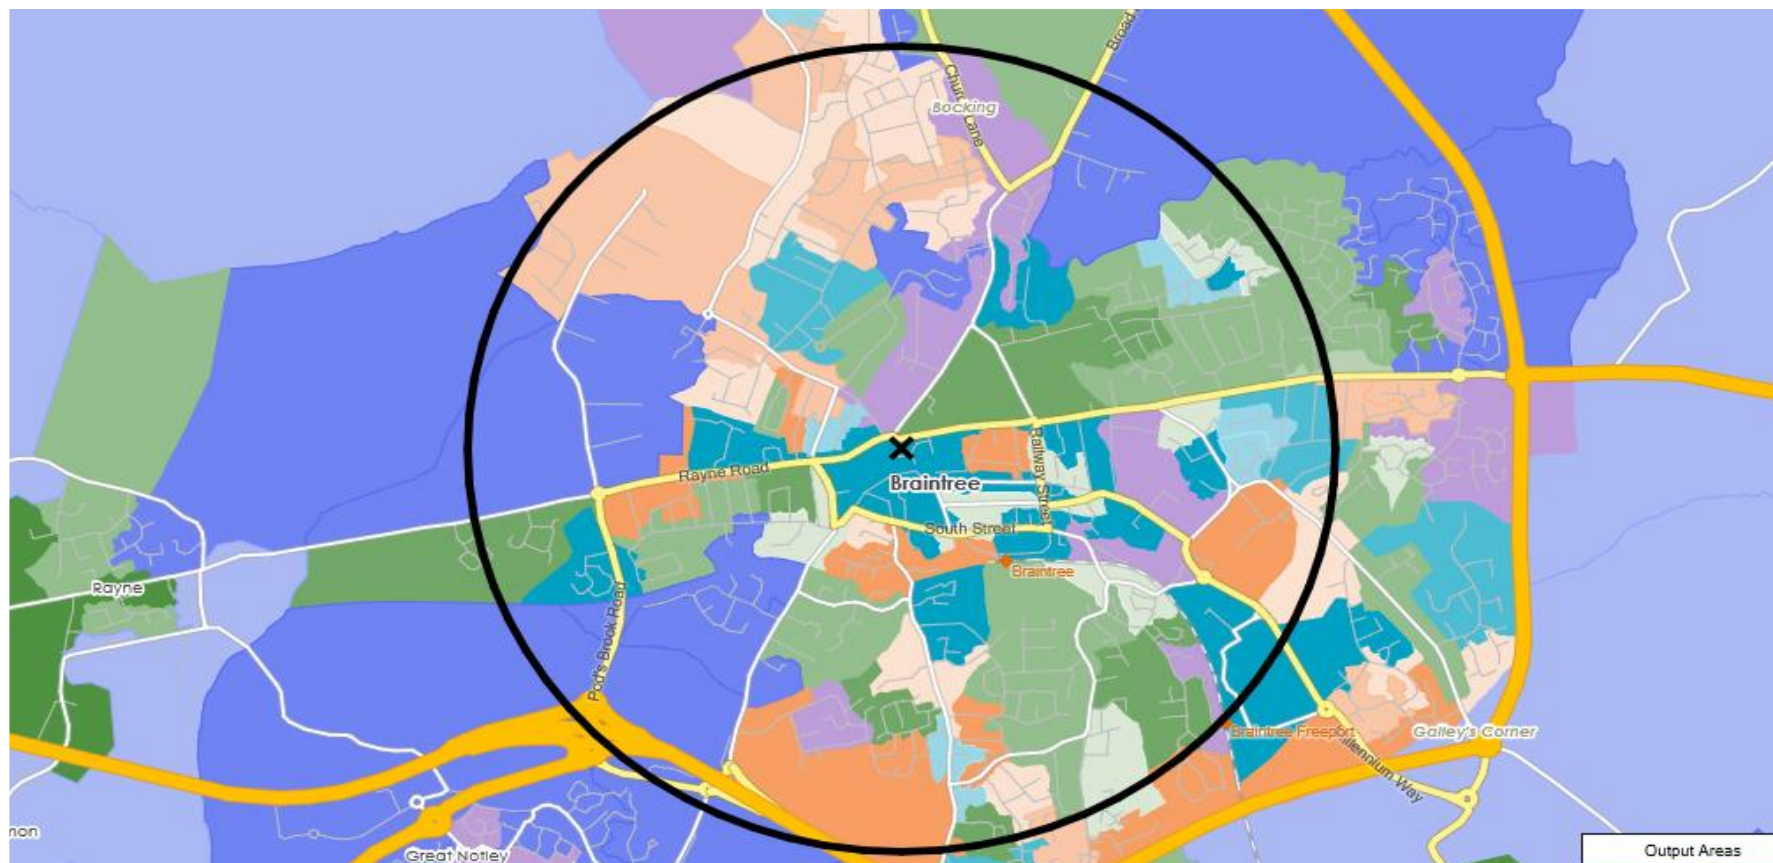 Broad
Church Lane
Bocking
Rayne Road
Braintree
Railway Street
South Street
Braintree
Rayne
Pod's Brook Road
Braintree Freeport
Galley's Corner
Millennium Way
non
Great Notley
Output Areas